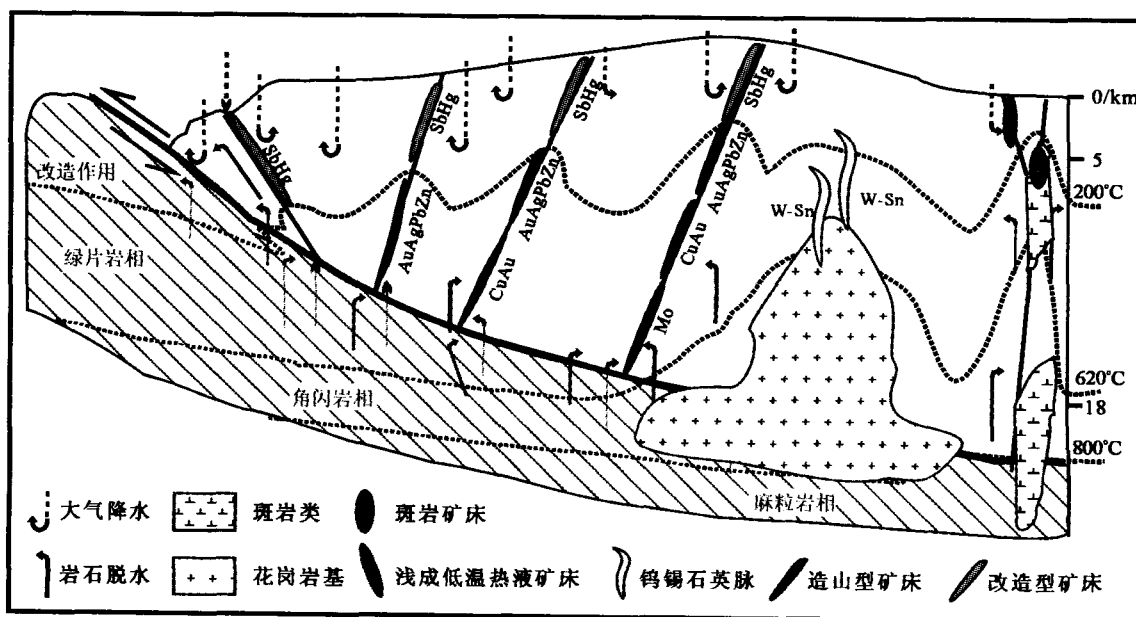 SbHg
SbHg
SbHg
SbHg
0/km
5
200℃
改造作用
AuAgPbZn
AuAgPbZn
AuAgPbZn
W-Sn
W-Sn
绿片岩相
CuAu
CuAu
Mo
角闪岩相
620℃
18
800℃
麻粒岩相
大气降水 斑岩类 斑岩矿床
岩石脱水 花岗岩基 浅成低温热液矿床 钨锡石英脉 造山型矿床 改造型矿床